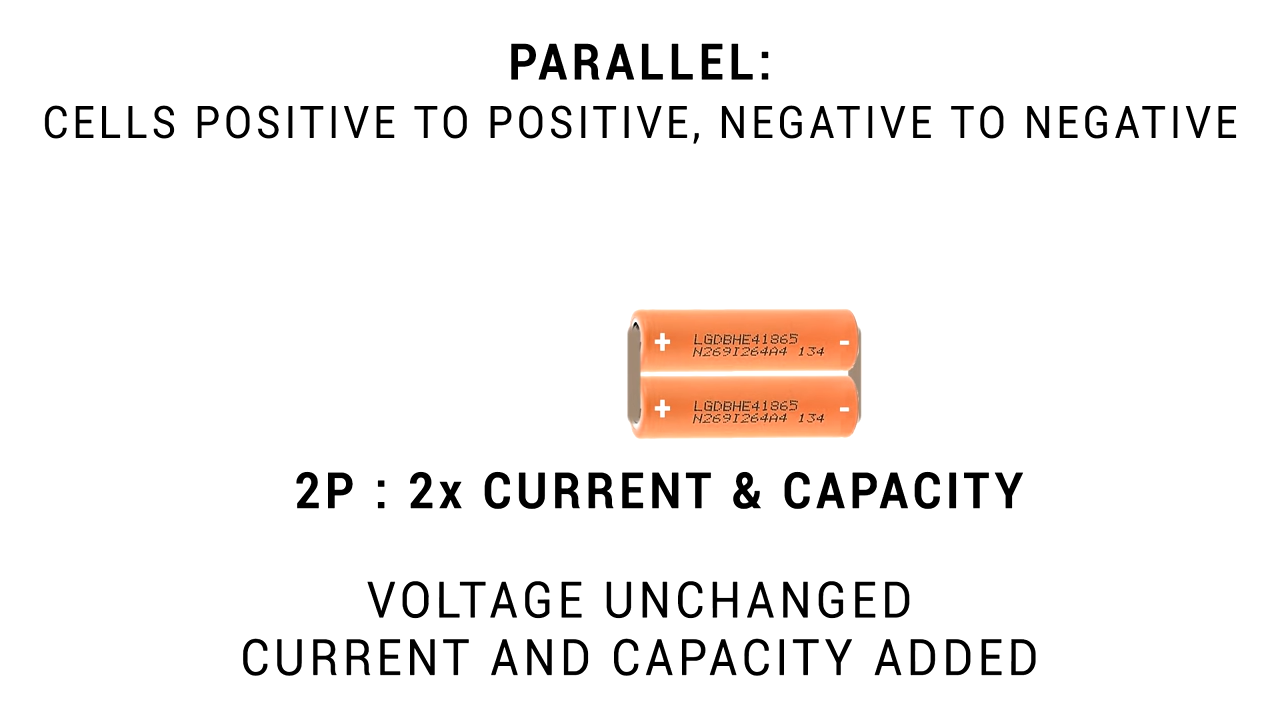 PARALLEL:
CELLS POSITIVE TO POSITIVE, NEGATIVE TO NEGATIVE
+ LGDBHE41865 -
N269I264A4 134
+ LGDBHE41865 -
N269I264A4 134
2P : 2x CURRENT & CAPACITY
VOLTAGE UNCHANGED
CURRENT AND CAPACITY ADDED